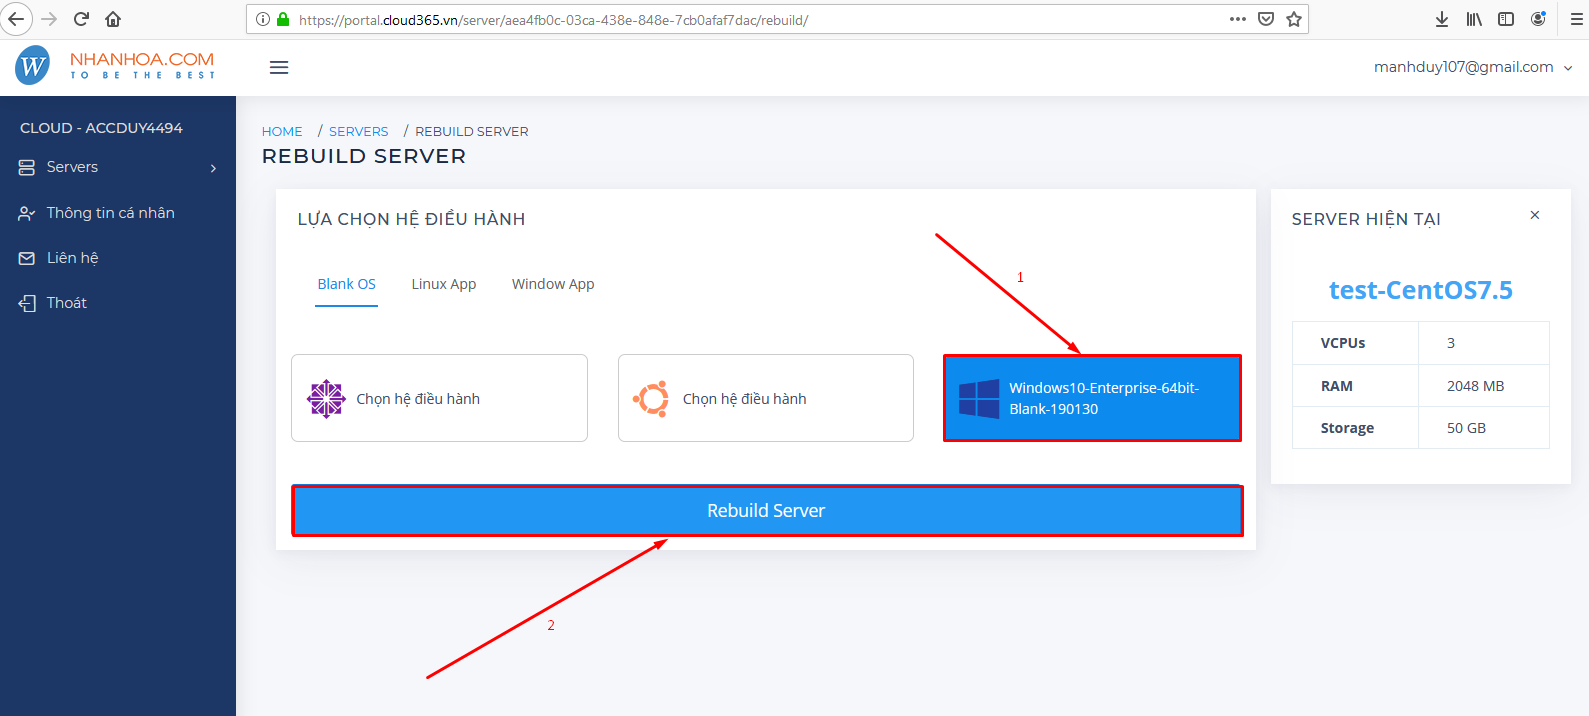 https://portal.cloud365.vn/server/aea4fb0c-03ca-438e-848e-7cb0afaf7dac/rebuild/
W
NHANHOA.COM
TO BE THE BEST
manhduy107@gmail.com
CLOUD - ACCDUY4494
Servers
Thông tin cá nhân
Liên hệ
Thoát
HOME / SERVERS / REBUILD SERVER
REBUILD SERVER
LỰA CHỌN HỆ ĐIỀU HÀNH
Blank OS Linux App Window App
1
Chọn hệ điều hành
Chọn hệ điều hành
Windows10-Enterprise-64bit-
Blank-190130
Rebuild Server
2
SERVER HIỆN TẠI
×
test-CentOS7.5
VCPUs 3
RAM 2048 MB
Storage 50 GB